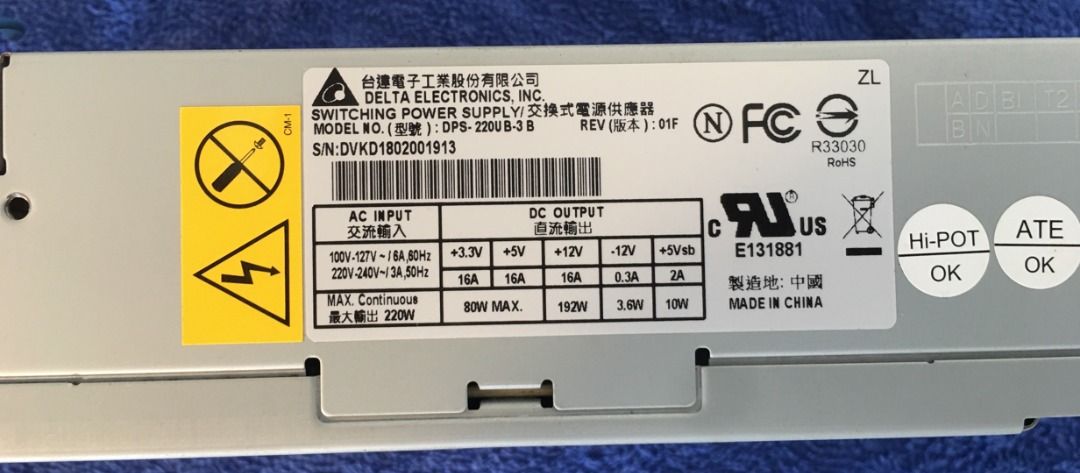 台達電子工業股份有限公司
DELTA ELECTRONICS, INC.
SWITCHING POWER SUPPLY/交換式電源供應器
MODEL NO. (型號) : DPS-220UB-3 B REV (版本) : 01F
S/N:DVKD1802001913
CM-1
ZL
N FC
R33030
RoHS
AC INPUT
交流輸入
DC OUTPUT
直流輸出
100V-127V ~ / 6A,60Hz
220V-240V~/ 3A,50Hz
+3.3V +5V +12V -12V +5Vsb
16A 16A 16A 0.3A 2A
MAX. Continuous
最大輸出 220W
80W MAX. 192W 3.6W 10W
C RU US
E131881
製造地: 中國
MADE IN CHINA
A D BI T2
B N
Hi-POT
OK
ATE
OK